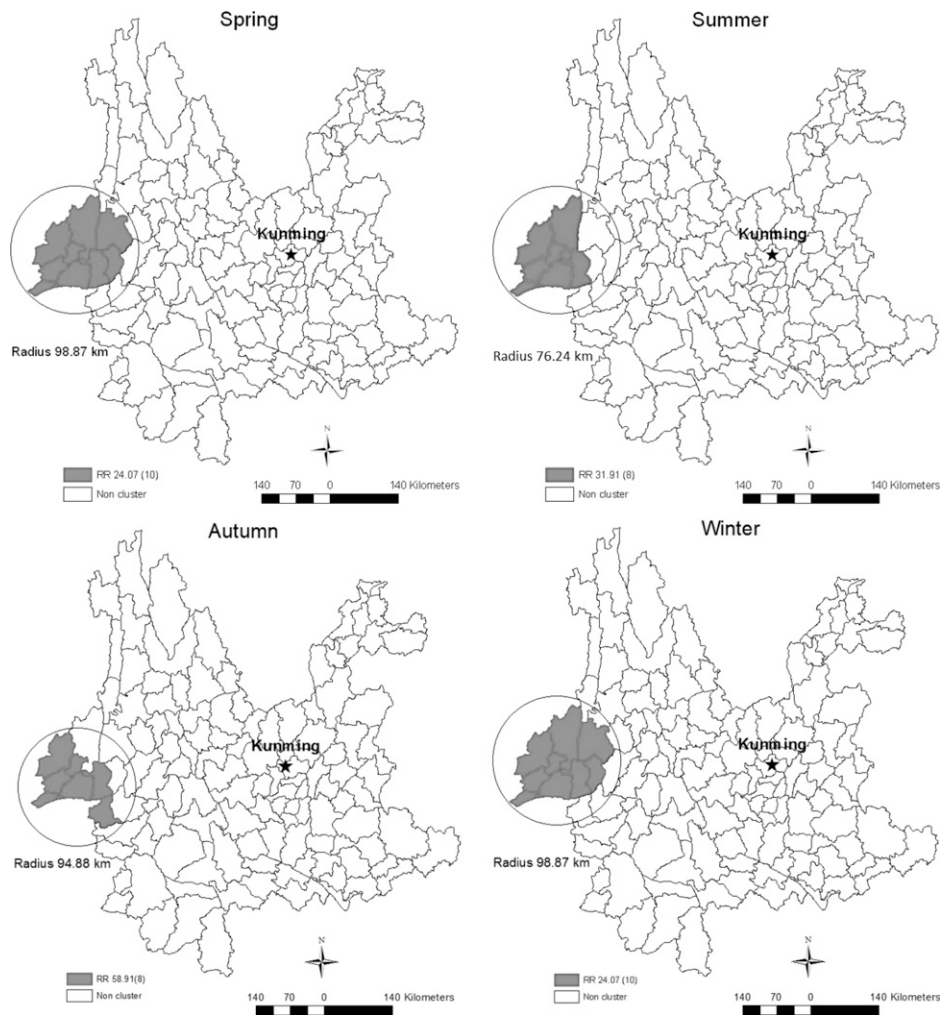 Spring
Kunming
Radius 98.87 km
N
RR 24.07 (10)
Non cluster
140 70 0 140 Kilometers
Summer
Kunming
Radius 76.24 km
N
RR 31.91 (8)
Non cluster
140 70 0 140 Kilometers
Autumn
Kunming
Radius 94.88 km
N
RR 58.91(8)
Non cluster
140 70 0 140 Kilometers
Winter
Kunming
Radius 98.87 km
N
RR 24.07 (10)
Non cluster
140 70 0 140 Kilometers